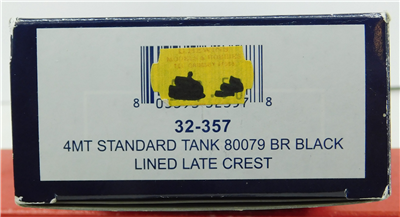 32-357
4MT STANDARD TANK 80079 BR BLACK
LINED LATE CREST